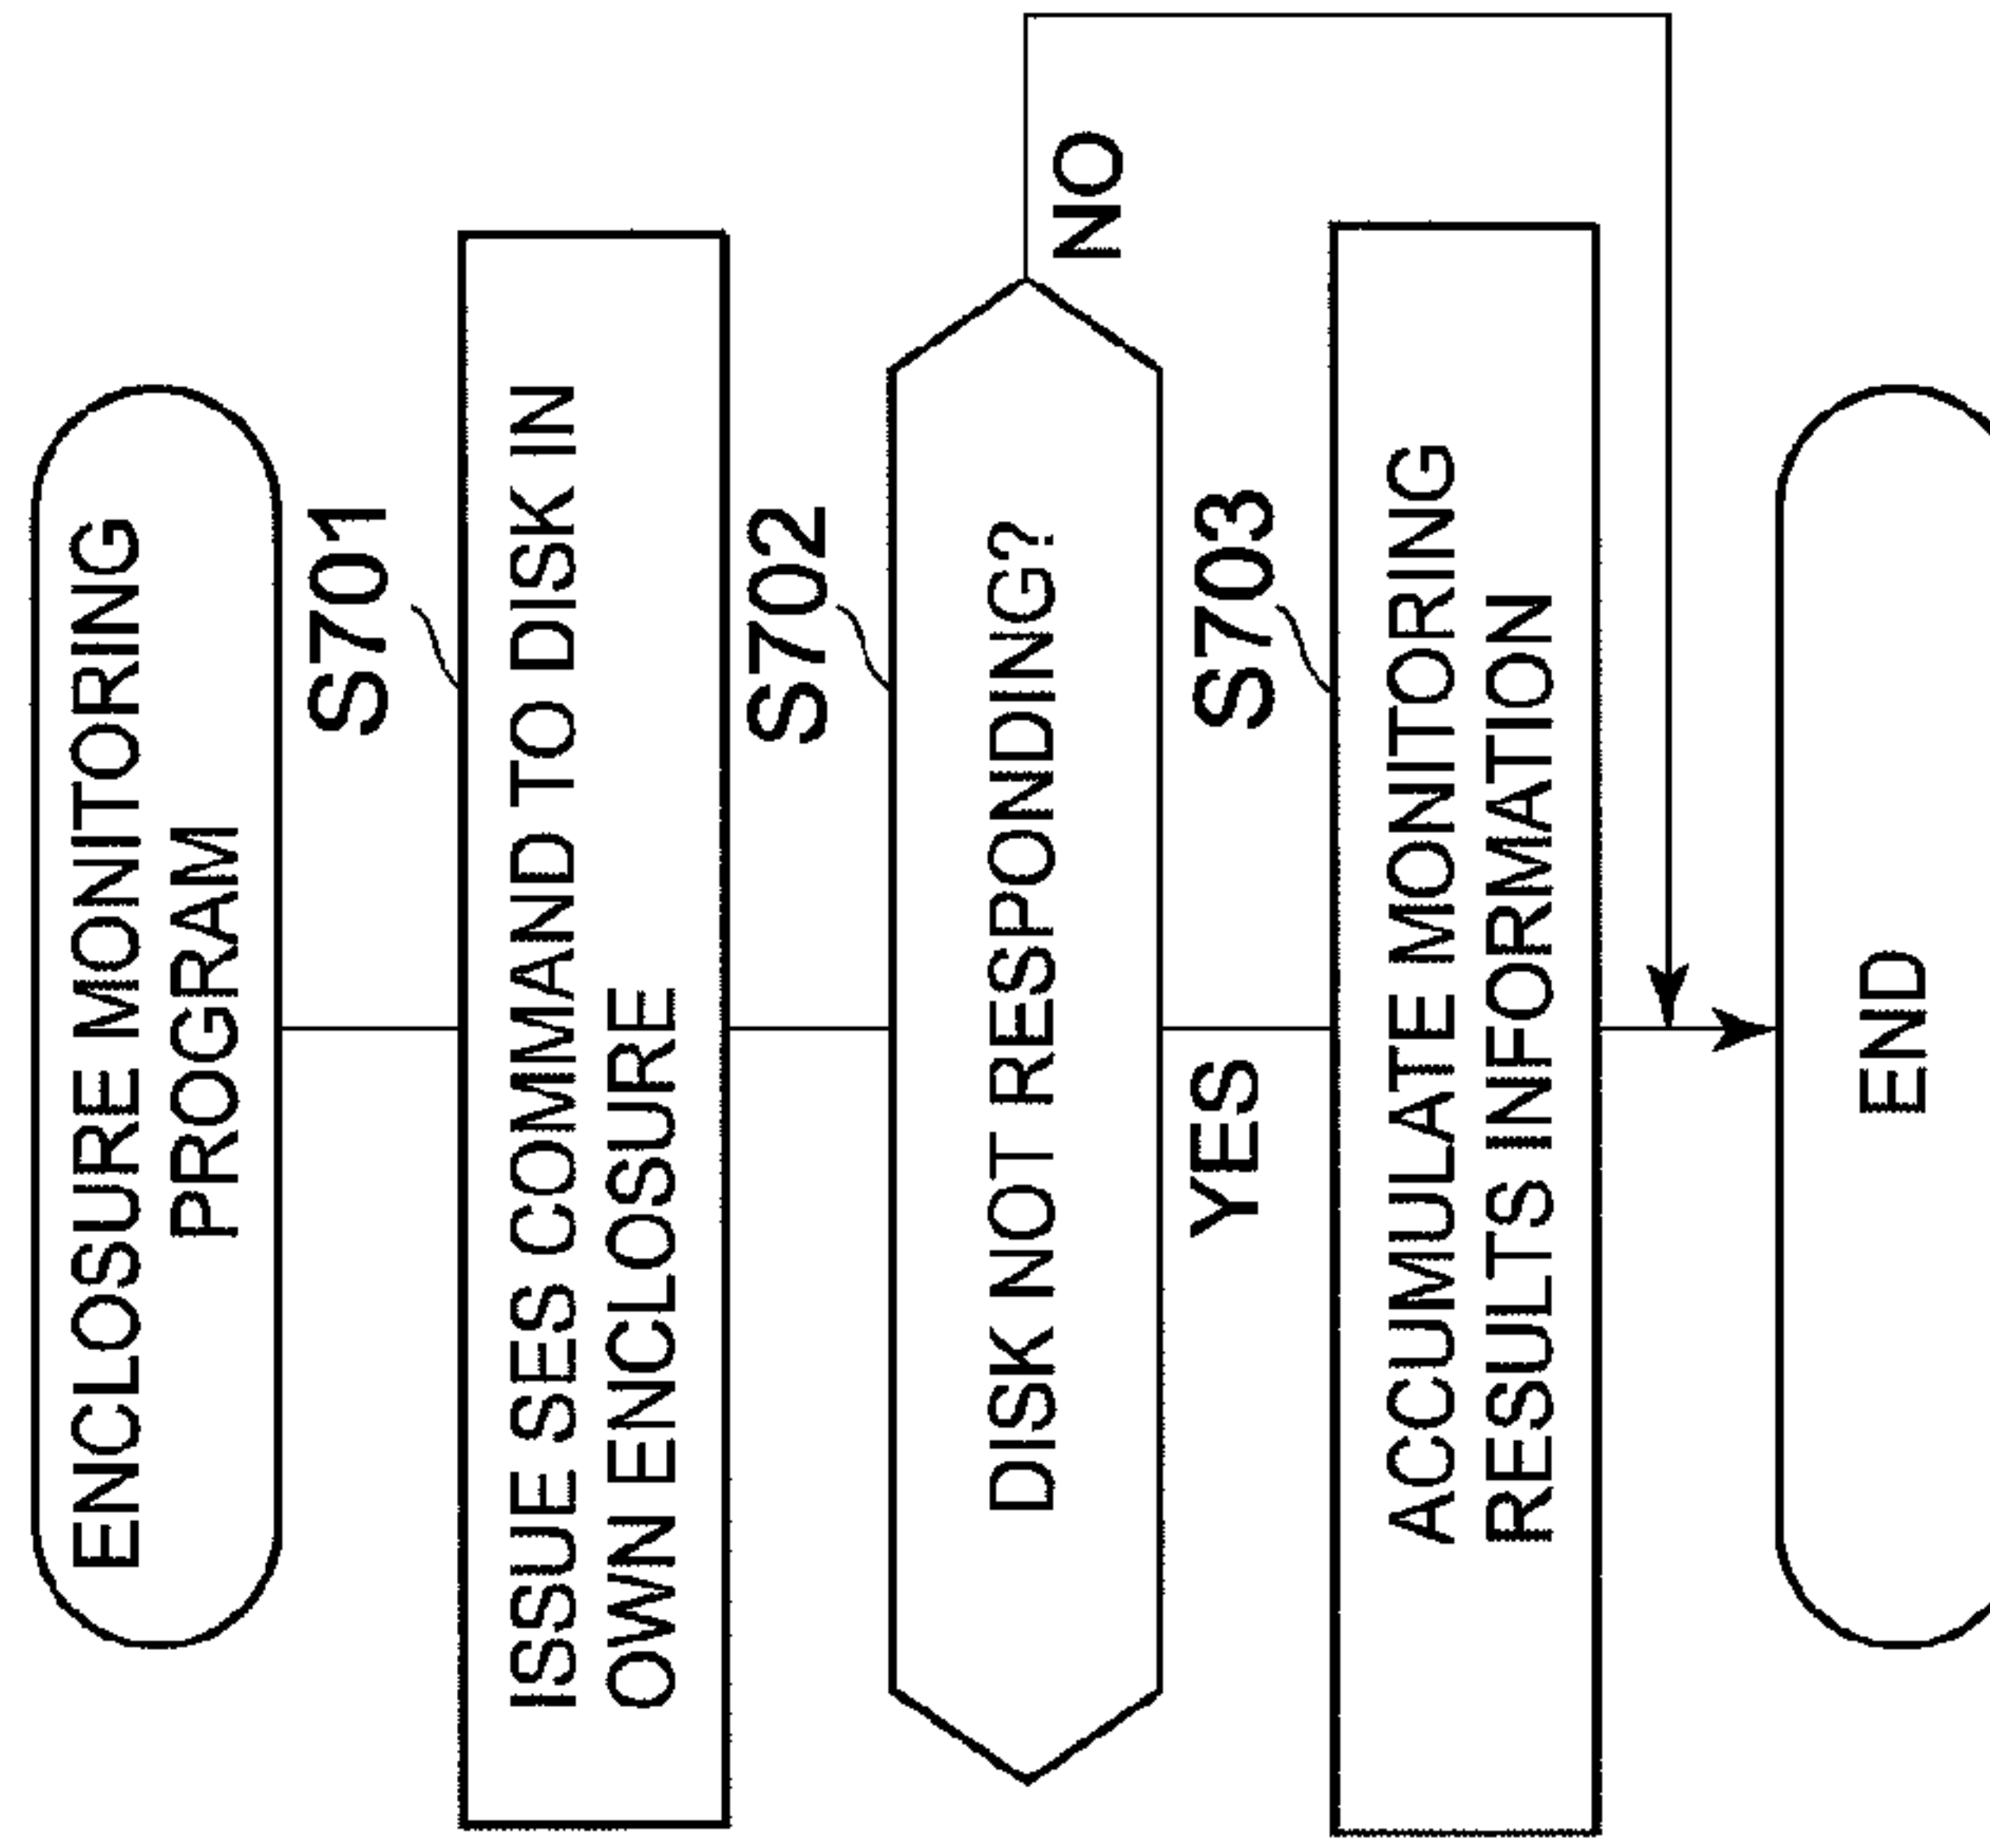 ENCLOSURE MONITORING
PROGRAM
S701
ISSUE SES COMMAND TO DISK IN
OWN ENCLOSURE
S702
DISK NOT RESPONDING?
NO
YES
S703
ACCUMULATE MONITORING
RESULTS INFORMATION
END